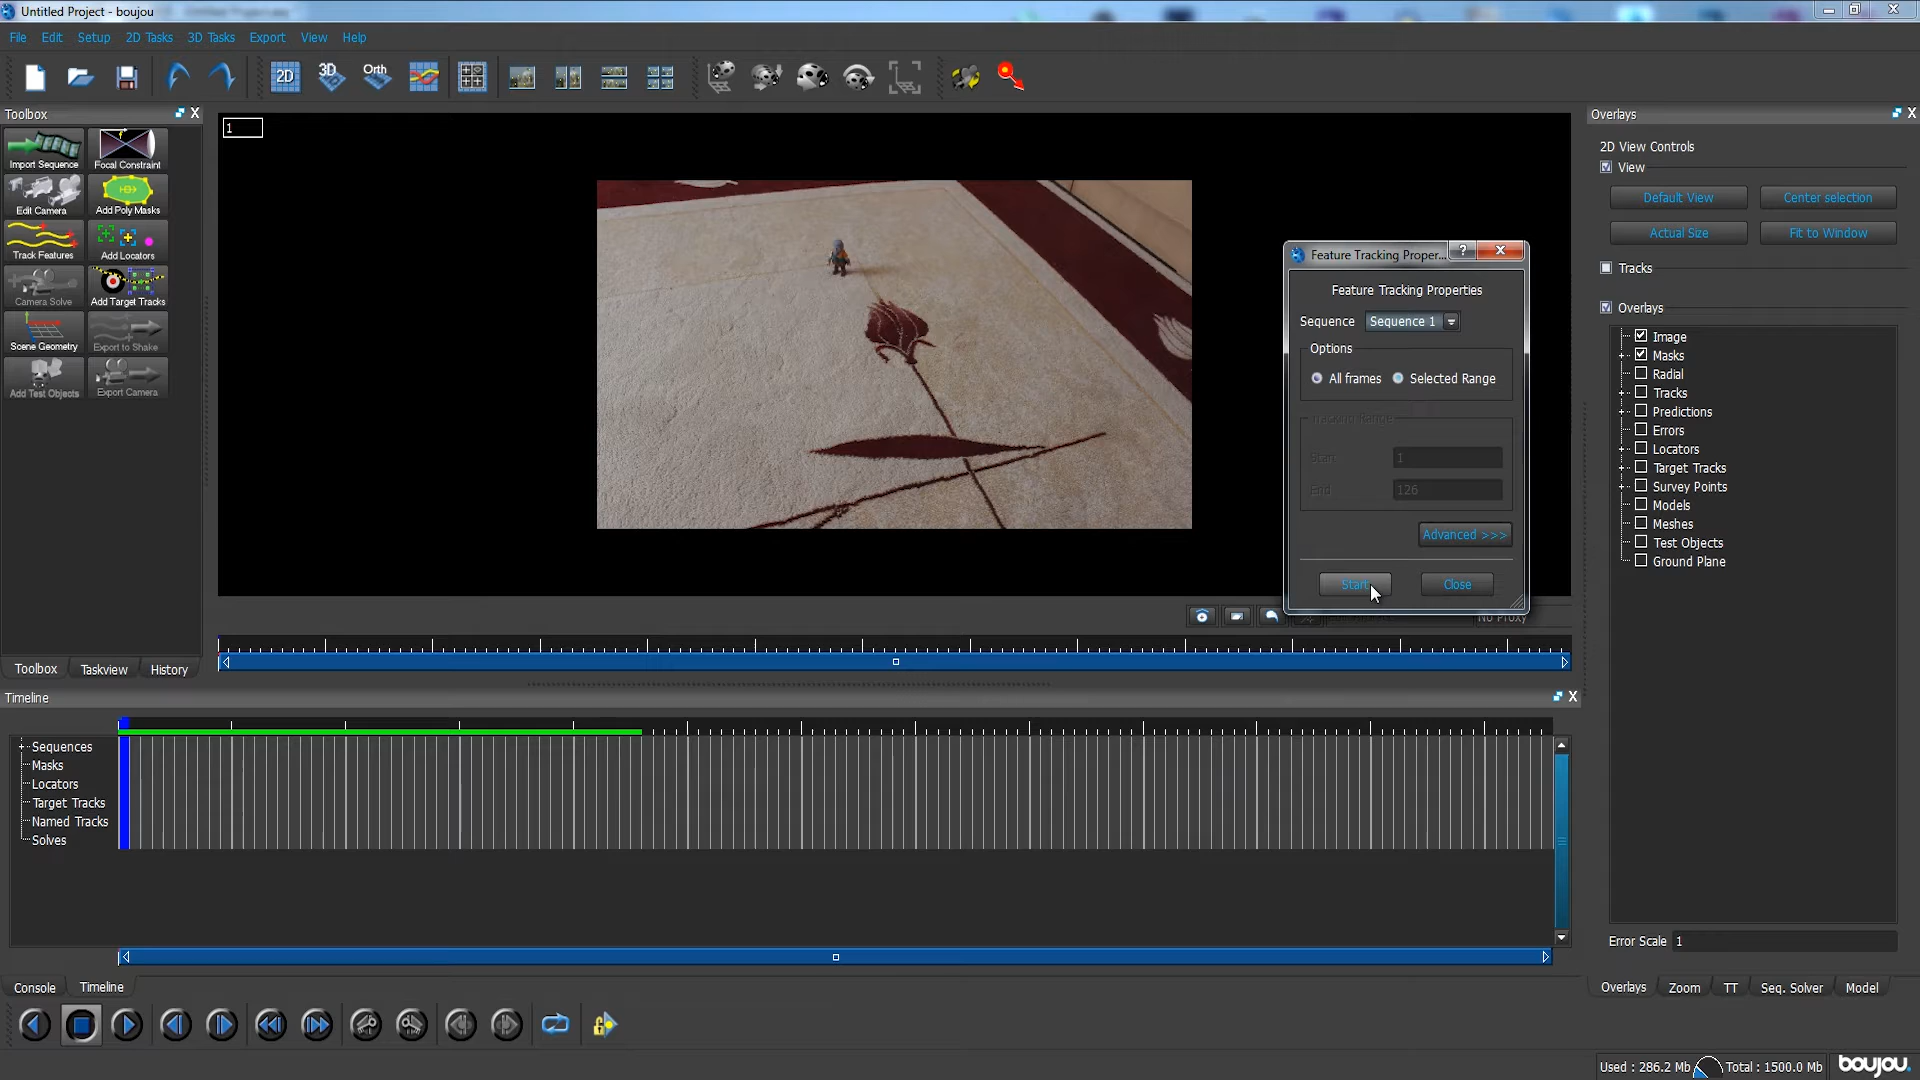 Untitled Project - boujou
File Edit Setup 2D Tasks 3D Tasks Export View Help
2D 3D Orth
Toolbox
Import Sequence Focal Constraint
Edit Camera Add Poly Masks
Track Features Add Locators
Camera Solve Add Target Tracks
Scene Geometry Export to Shake
Add Test Objects Export Camera
Toolbox Taskview History
1
Feature Tracking Proper...
Feature Tracking Properties
Sequence Sequence 1
Options
All frames Selected Range
Tracking Range
Start 1
End 126
Advanced >>>
Start Close
No Proxy
Overlays
2D View Controls
View
Default View Center selection
Actual Size Fit to Window
Tracks
Overlays
Image
Masks
Radial
Tracks
Predictions
Errors
Locators
Target Tracks
Survey Points
Models
Meshes
Test Objects
Ground Plane
Error Scale 1
Overlays Zoom TT Seq. Solver Model
Timeline
Sequences
Masks
Locators
Target Tracks
Named Tracks
Solves
Console Timeline
Used : 286.2 Mb Total : 1500.0 Mb boujou.